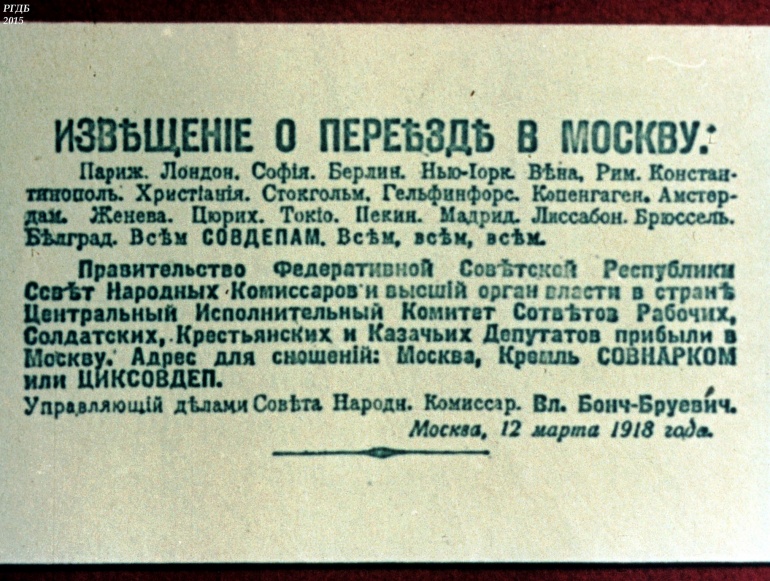 РГДБ
2015
ИЗВѢЩЕНІЕ О ПЕРЕѢЗДѢ В МОСКВУ.
Париж. Лондон. Софія. Берлин. Нью-Іорк. Вѣна, Рим. Констан-
тинополь. Христіанія. Стокгольм. Гельфинфорс. Копенгаген. Амстер-
дам. Женева. Цюрих. Токіо. Пекин. Мадрид. Лиссабон. Брюссель.
Бѣлград. Всѣм СОВДЕПАМ. Всѣм, всѣм, всѣм.
Правительство Федеративной Совѣтской Республики
Ссвѣт Народных Комиссаров и высшій орган власти в странѣ
Центральный Исполнительный Комитет Сотвѣтов Рабочих,
Солдатских, Крестьянских и Казачьих Депутатов прибыли в
Москву. Адрес для сношеній: Москва, Кремль СОВНАРКОМ
или ЦИКСОВДЕП.
Управляющій дѣлами Совѣта Народн. Комиссар. Вл. Бонч-Бруевич.
Москва, 12 марта 1918 года.